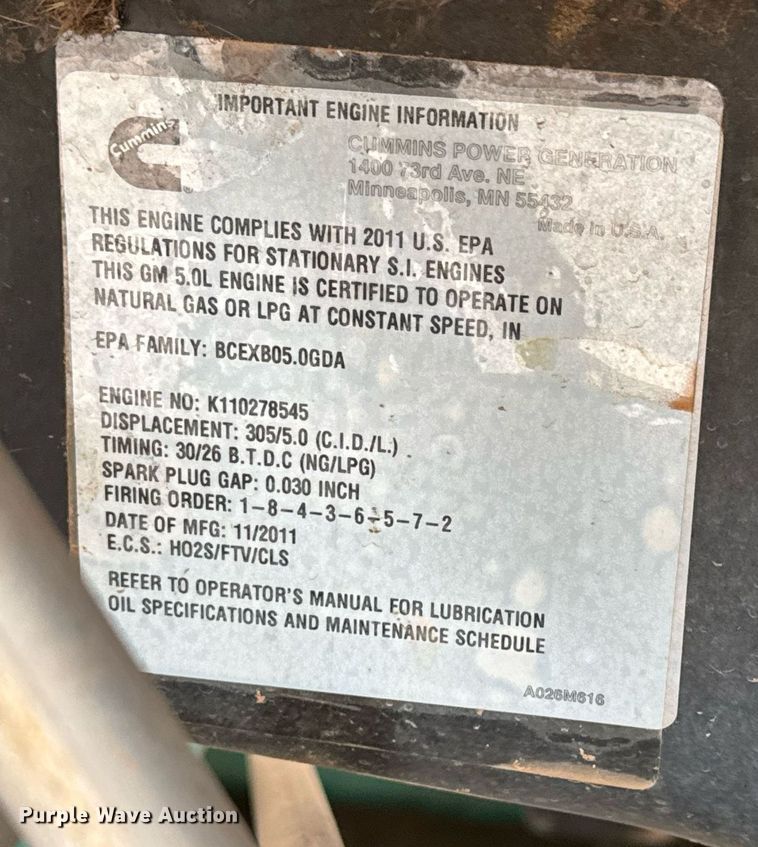 IMPORTANT ENGINE INFORMATION
Cummins
CUMMINS POWER GENERATION
1400 73rd Ave. NE
Minneapolis, MN 55432
Made in U.S.A.
THIS ENGINE COMPLIES WITH 2011 U.S. EPA
REGULATIONS FOR STATIONARY S.I. ENGINES
THIS GM 5.0L ENGINE IS CERTIFIED TO OPERATE ON
NATURAL GAS OR LPG AT CONSTANT SPEED, IN
EPA FAMILY: BCEXB05.0GDA
ENGINE NO: K110278545
DISPLACEMENT: 305/5.0 (C.I.D./L.)
TIMING: 30/26 B.T.D.C (NG/LPG)
SPARK PLUG GAP: 0.030 INCH
FIRING ORDER: 1-8-4-3-6-5-7-2
DATE OF MFG: 11/2011
E.C.S.: HO2S/FTV/CLS
REFER TO OPERATOR'S MANUAL FOR LUBRICATION
OIL SPECIFICATIONS AND MAINTENANCE SCHEDULE
A026M616
Purple Wave Auction